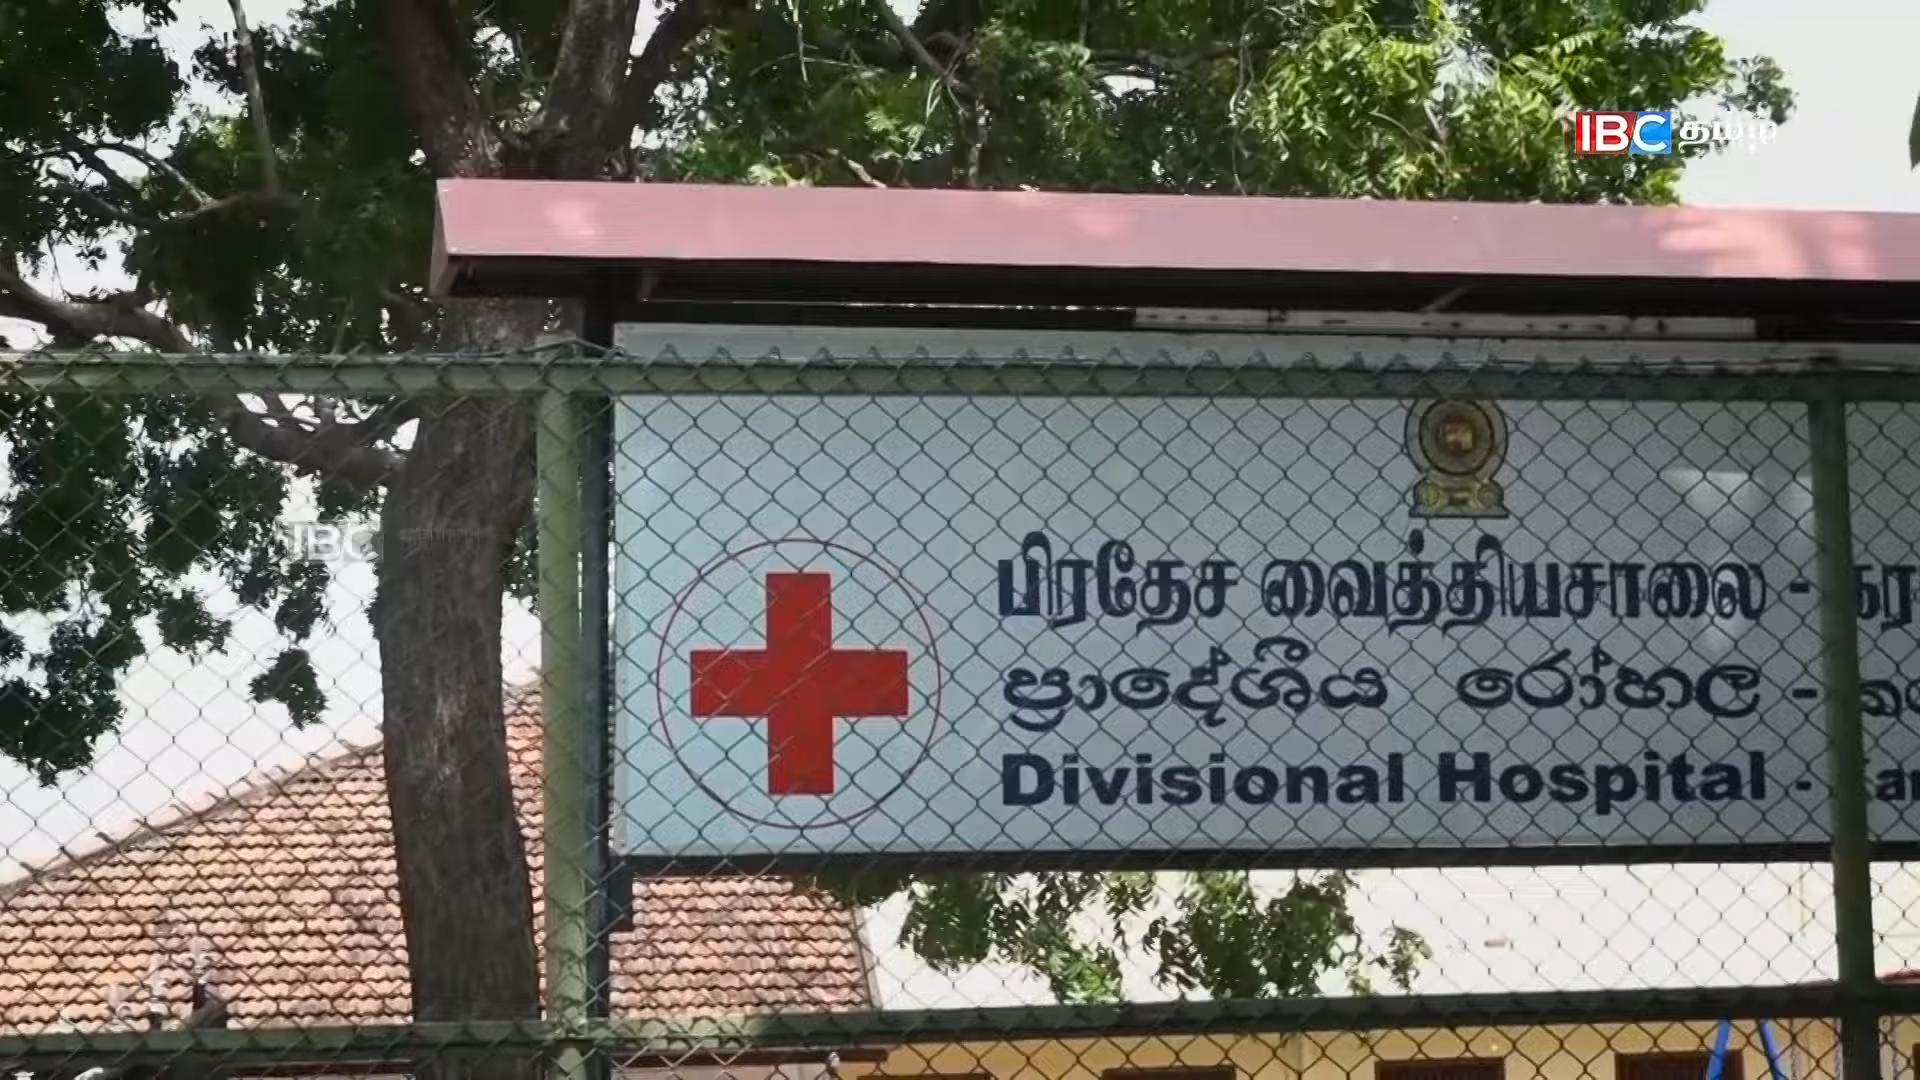 IBC தமிழ்
பிரதேச வைத்தியசாலை -
ප්‍රාදේශීය රෝහල -
Divisional Hospital -